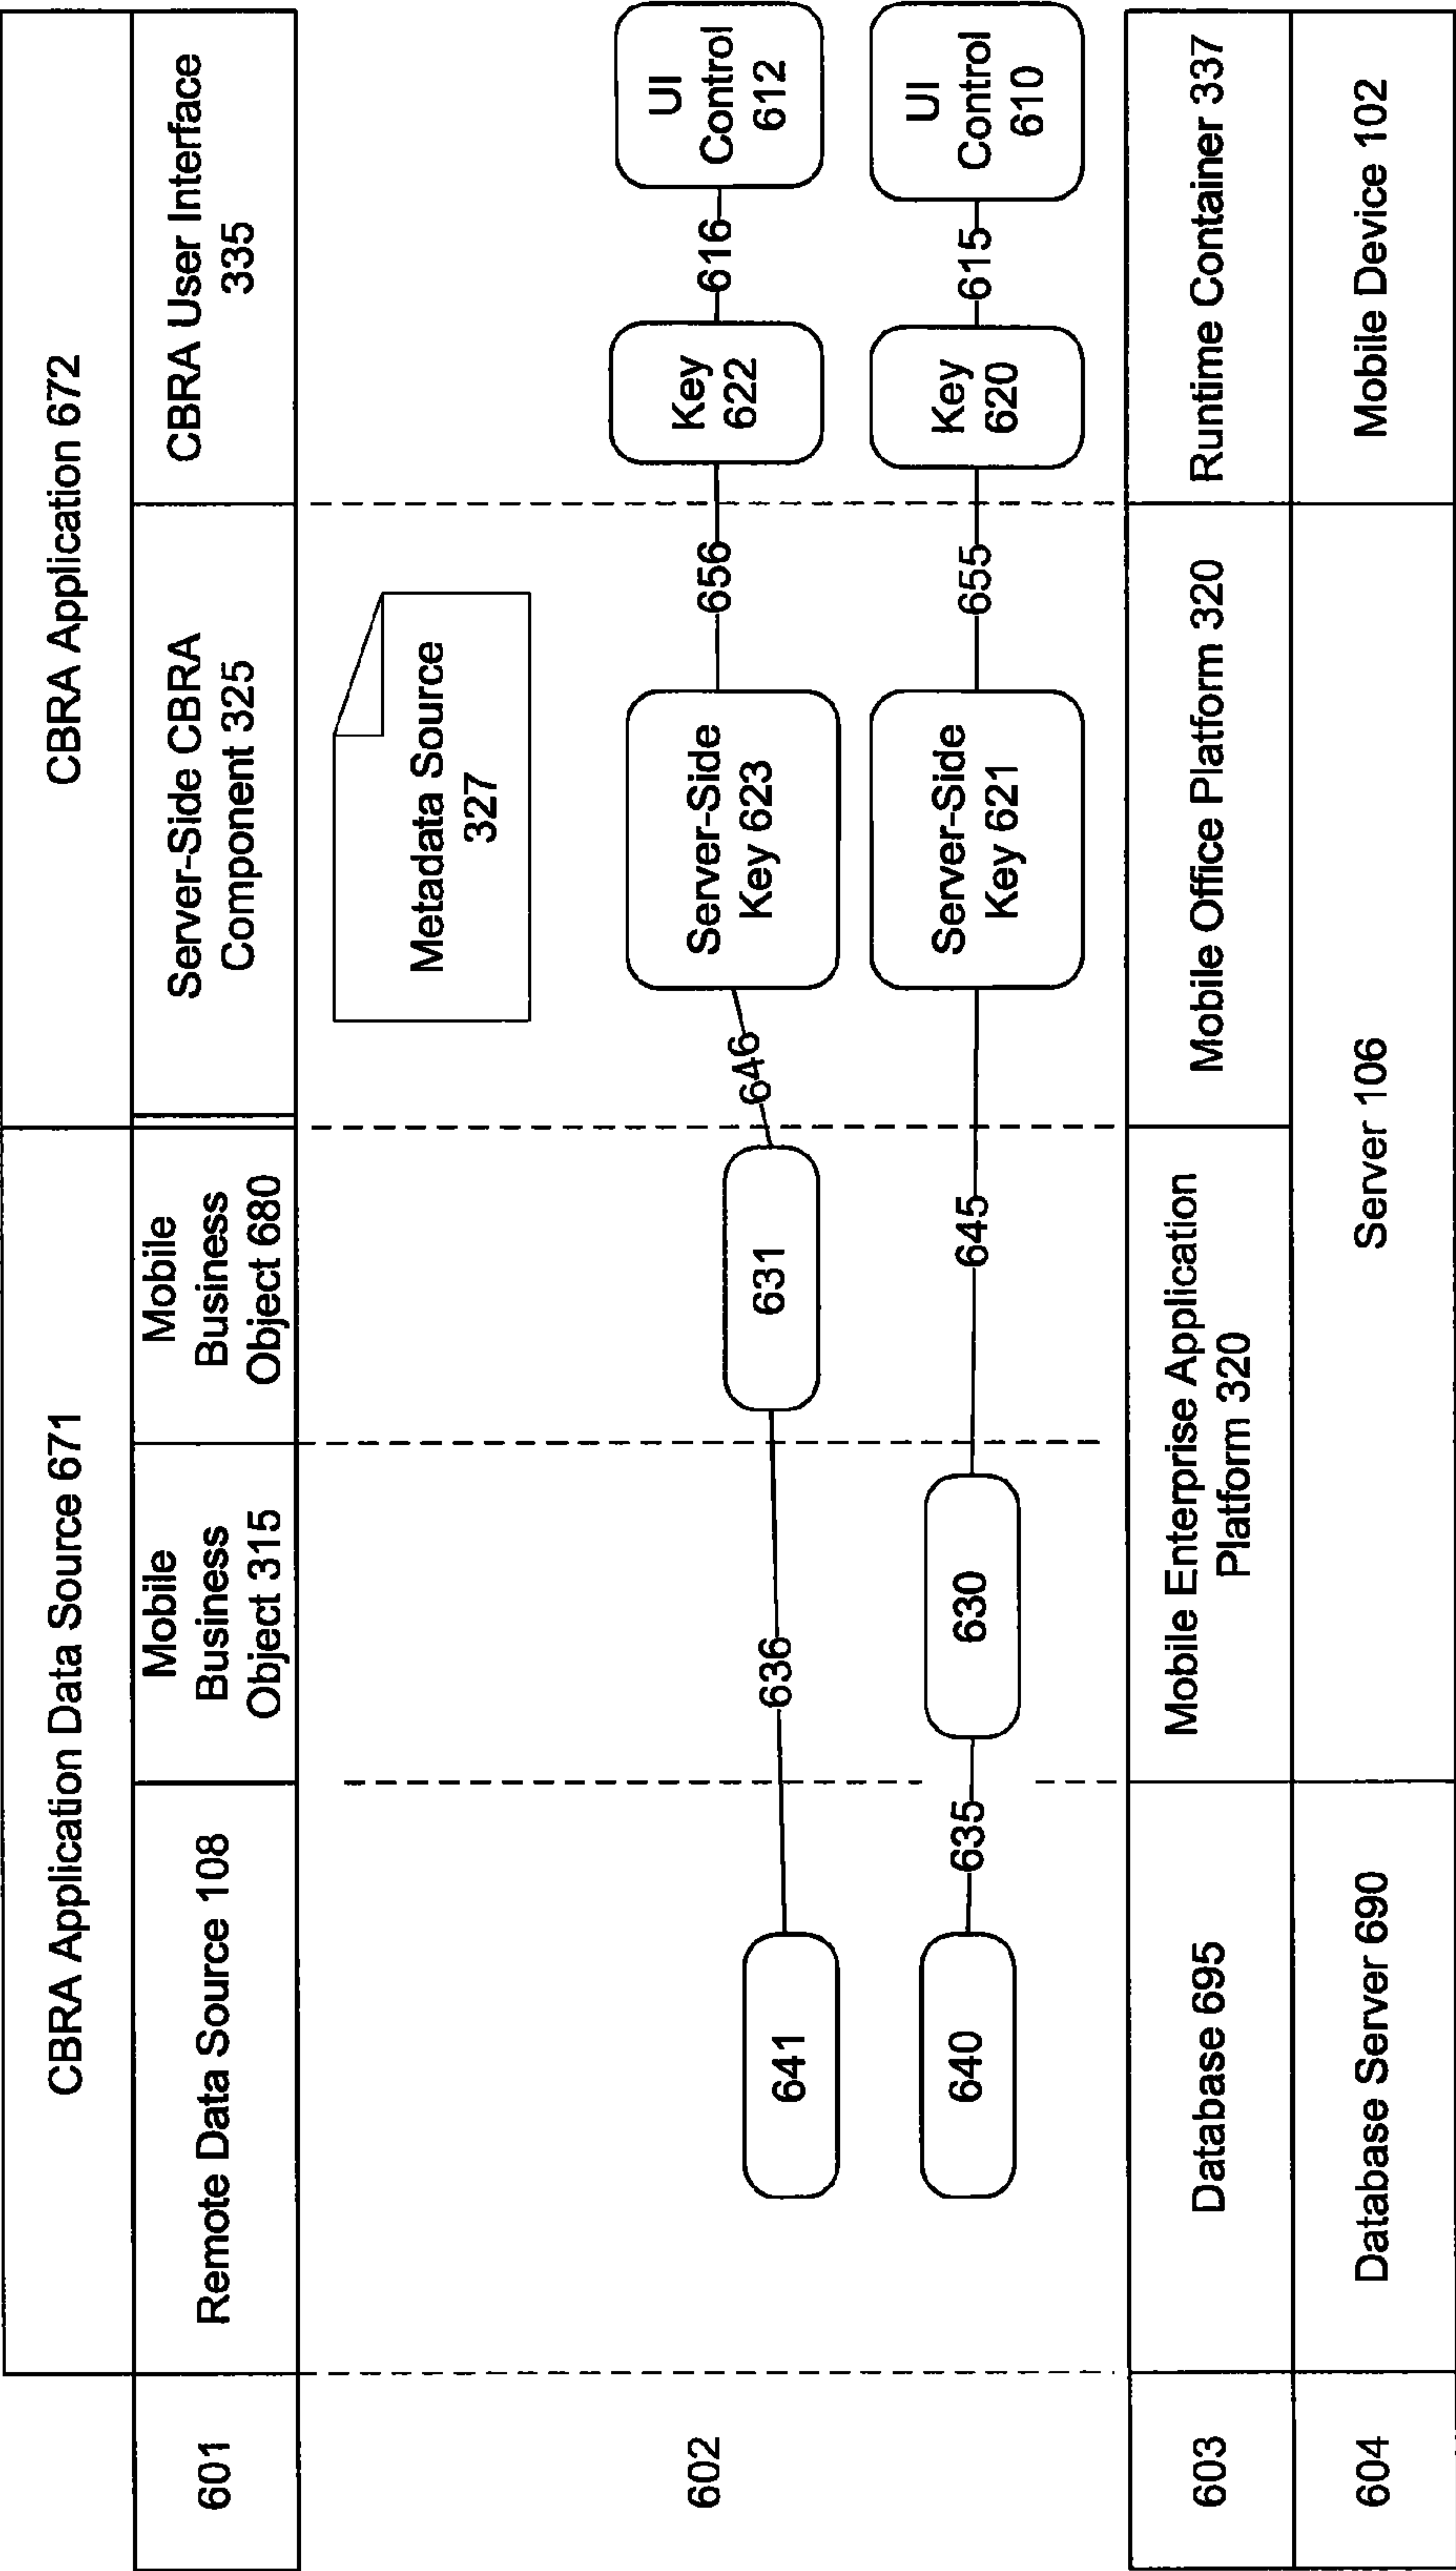 CBRA Application Data Source 671
CBRA Application 672
601
Remote Data Source 108
Mobile
Business
Object 315
Mobile
Business
Object 680
Server-Side CBRA
Component 325
CBRA User Interface
335
Metadata Source
327
602
641
636
631
646
Server-Side
Key 623
656
Key
622
616
UI
Control
612
640
635
630
645
Server-Side
Key 621
655
Key
620
615
UI
Control
610
603
Database 695
Mobile Enterprise Application
Platform 320
Mobile Office Platform 320
Runtime Container 337
604
Database Server 690
Server 106
Mobile Device 102